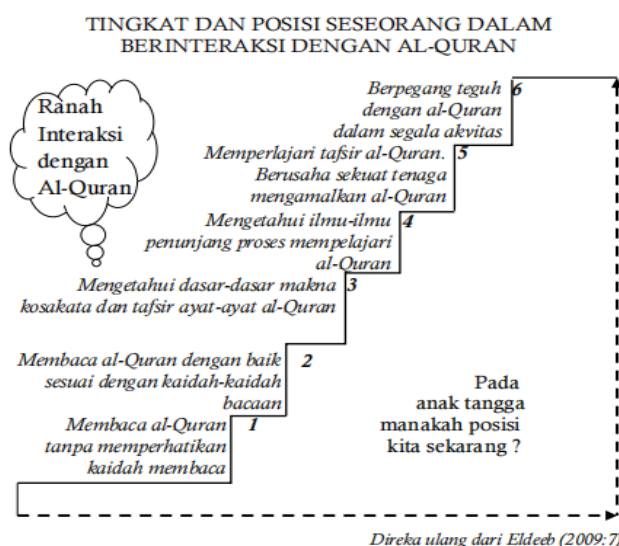 TINGKAT DAN POSISI SESEORANG DALAM
BERINTERAKSI DENGAN AL-QURAN
Ranah
Interaksi
dengan
Al-Quran
Berpegang teguh 6
dengan al-Quran
dalam segala akvitas
Memperlajari tafsir al-Quran. 5
Berusaha sekuat tenaga
mengamalkan al-Quran
Mengetahui ilmu-ilmu 4
penunjang proses mempelajari
al-Quran
Mengetahui dasar-dasar makna 3
kosakata dan tafsir ayat-ayat al-Quran
Membaca al-Quran dengan baik 2
sesuai dengan kaidah-kaidah
bacaan
Membaca al-Quran 1
tanpa memperhatikan
kaidah membaca
Pada
anak tangga
manakah posisi
kita sekarang ?
Direka ulang dari Eldeeb (2009:7)